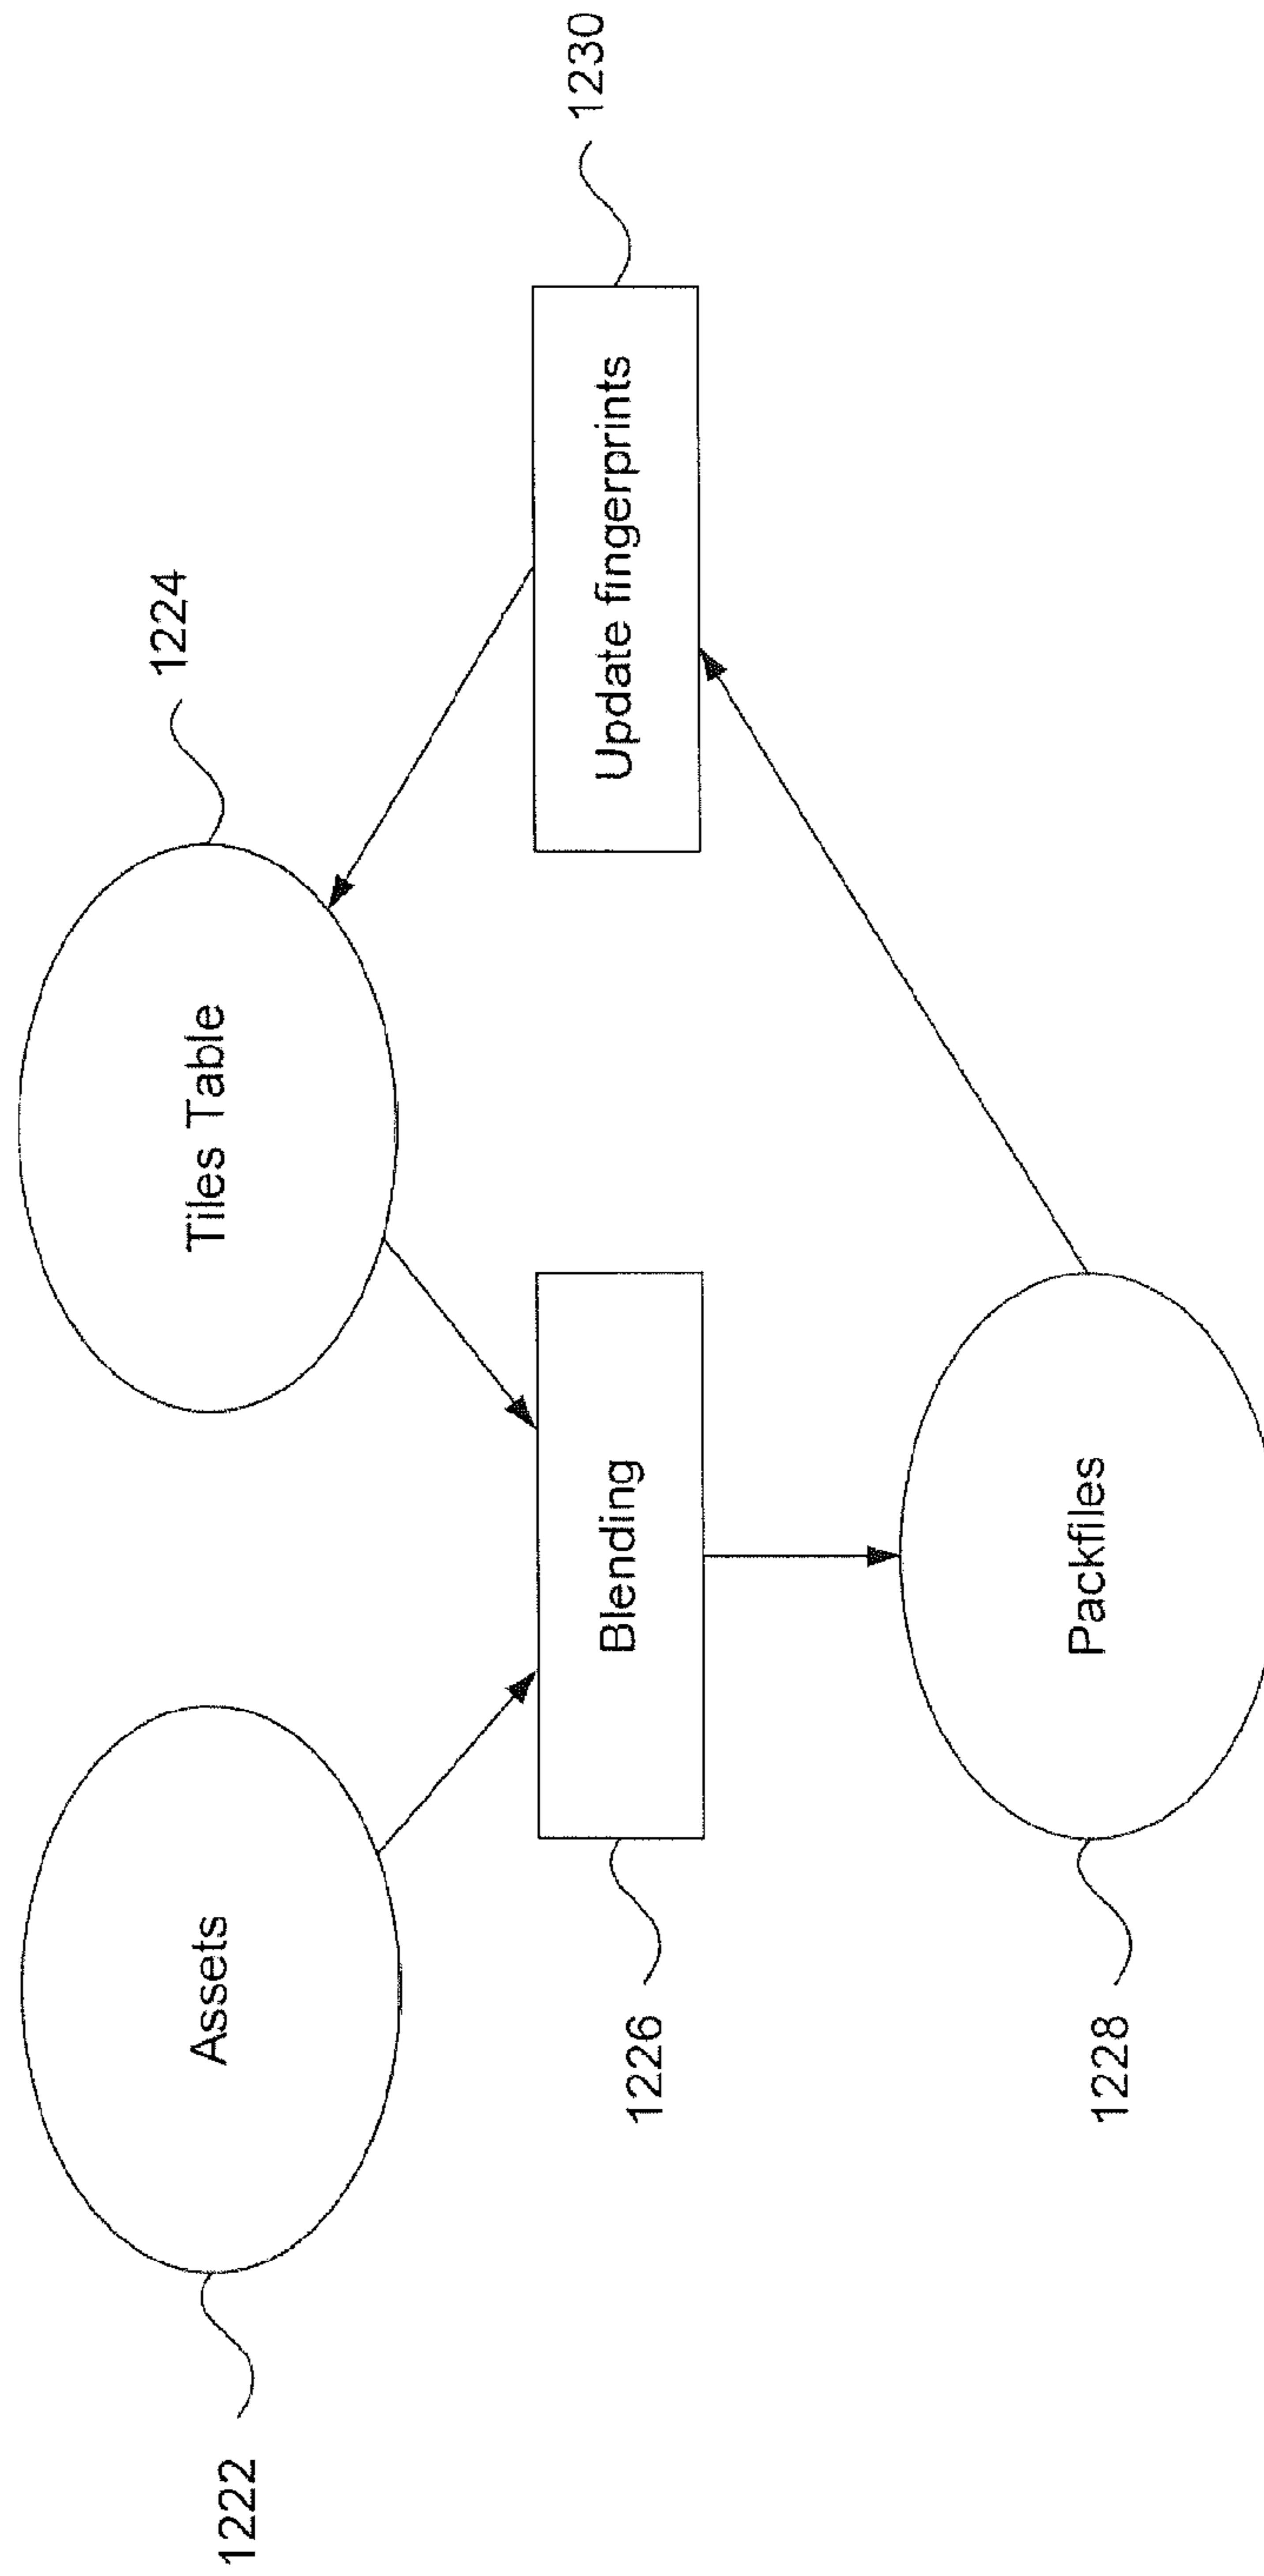 1222
Assets
Tiles Table
1224
1226
Blending
Update fingerprints
1230
1228
Packfiles